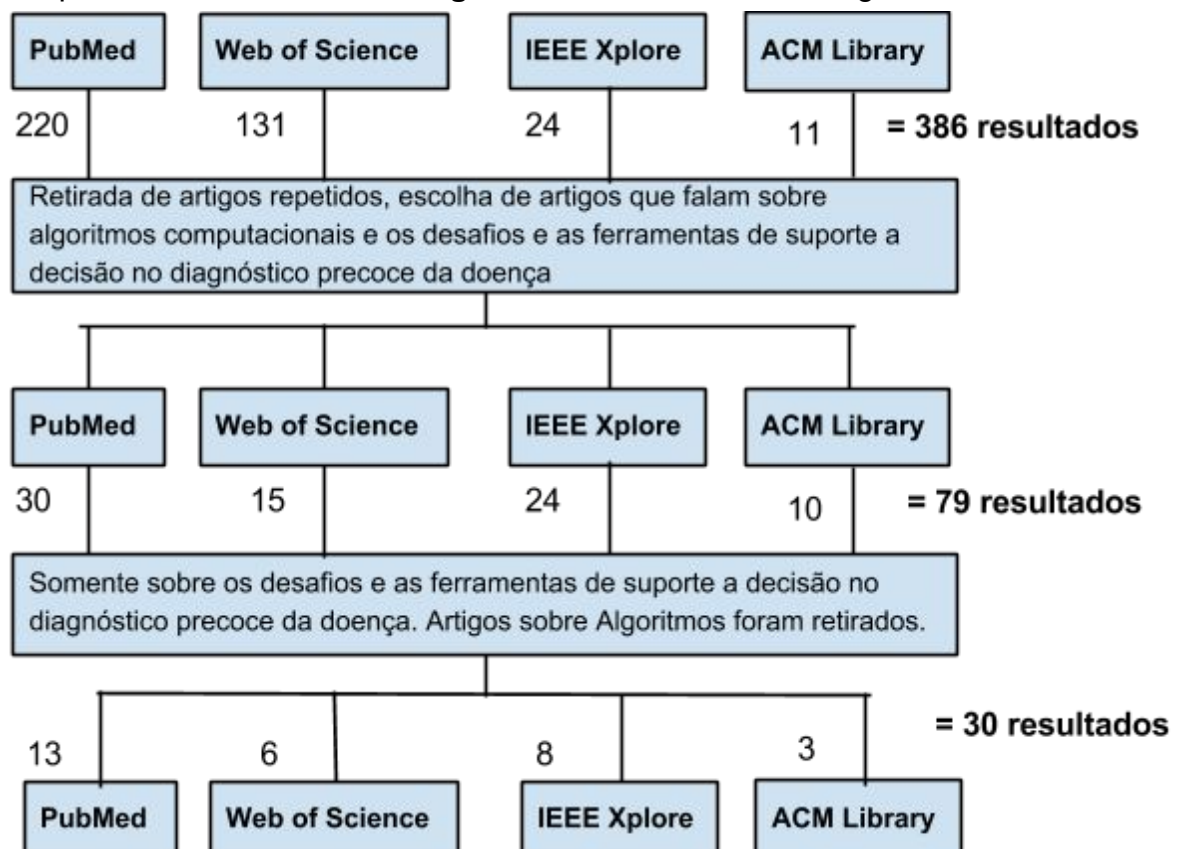 PubMed
Web of Science
IEEE Xplore
ACM Library
220
131
24
11
= 386 resultados
Retirada de artigos repetidos, escolha de artigos que falam sobre
algoritmos computacionais e os desafios e as ferramentas de suporte a
decisão no diagnóstico precoce da doença
PubMed
Web of Science
IEEE Xplore
ACM Library
30
15
24
10
= 79 resultados
Somente sobre os desafios e as ferramentas de suporte a decisão no
diagnóstico precoce da doença. Artigos sobre Algoritmos foram retirados.
= 30 resultados
13
6
8
3
PubMed
Web of Science
IEEE Xplore
ACM Library